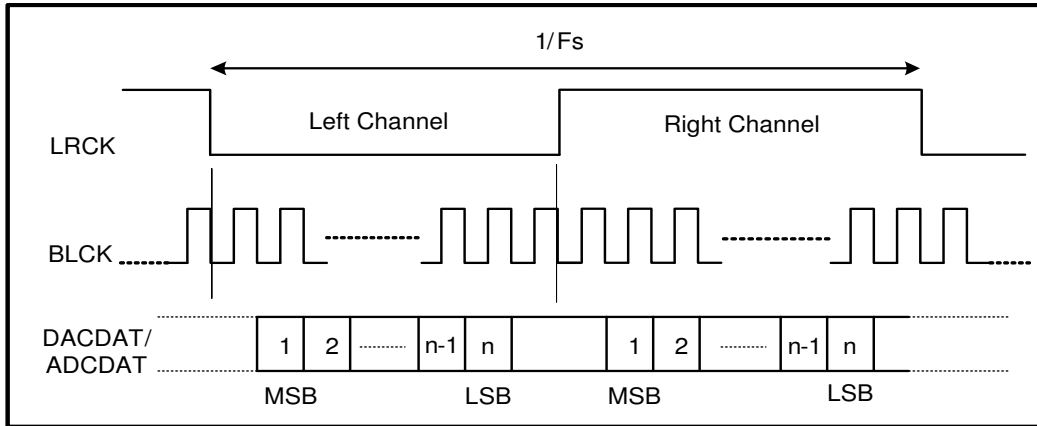 1/Fs
Left Channel
Right Channel
LRCK
BLCK
DACDAT/
ADCDAT
1 2 n-1 n 1 2 n-1 n
MSB LSB MSB LSB